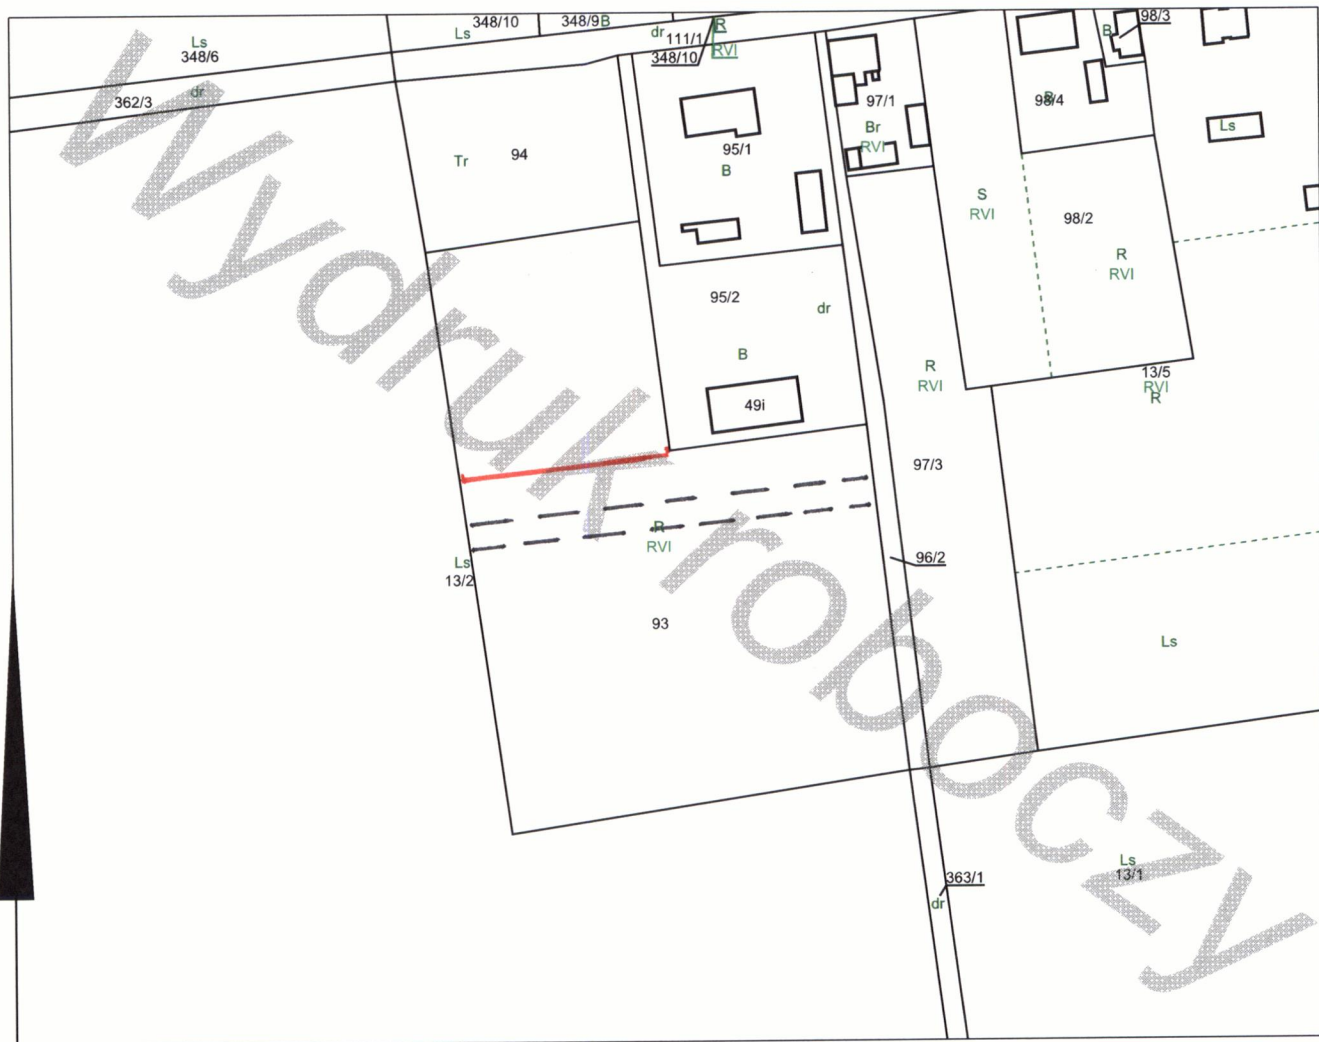 348/10
348/9
B
R
98/3
Ls
348/6
Ls
dr
111/1
348/10
RVI
B
362/3
dr
97/1
98/4
B
Br
RVI
Ls
Tr
94
95/1
B
S
RVI
98/2
R
RVI
95/2
dr
B
49i
R
RVI
13/5
RVI
R
97/3
R
RVI
Ls
13/2
96/2
93
Ls
Ls
13/1
363/1
dr
Wydruk roboczy